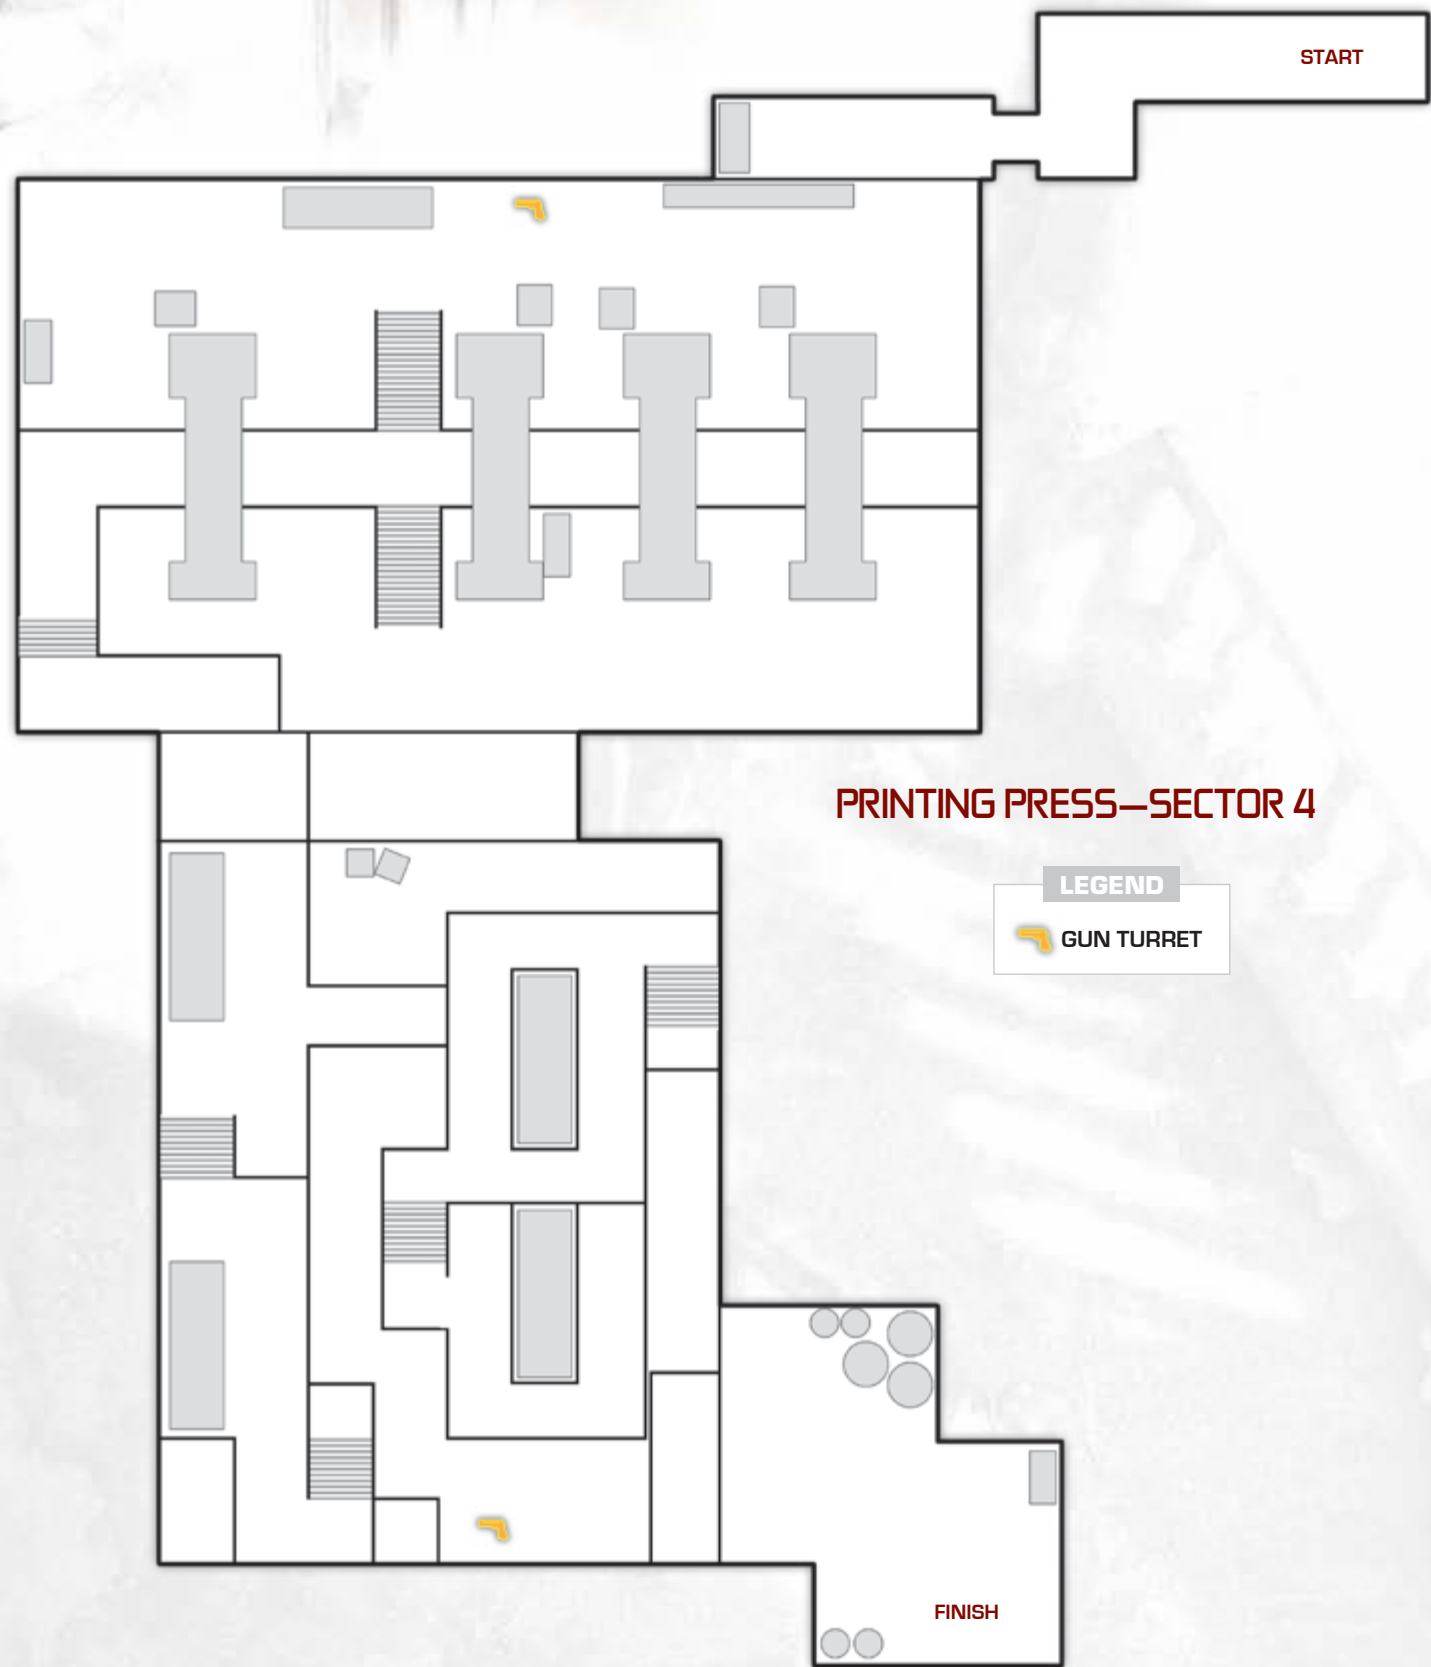 START
PRINTING PRESS—SECTOR 4
LEGEND
GUN TURRET
FINISH